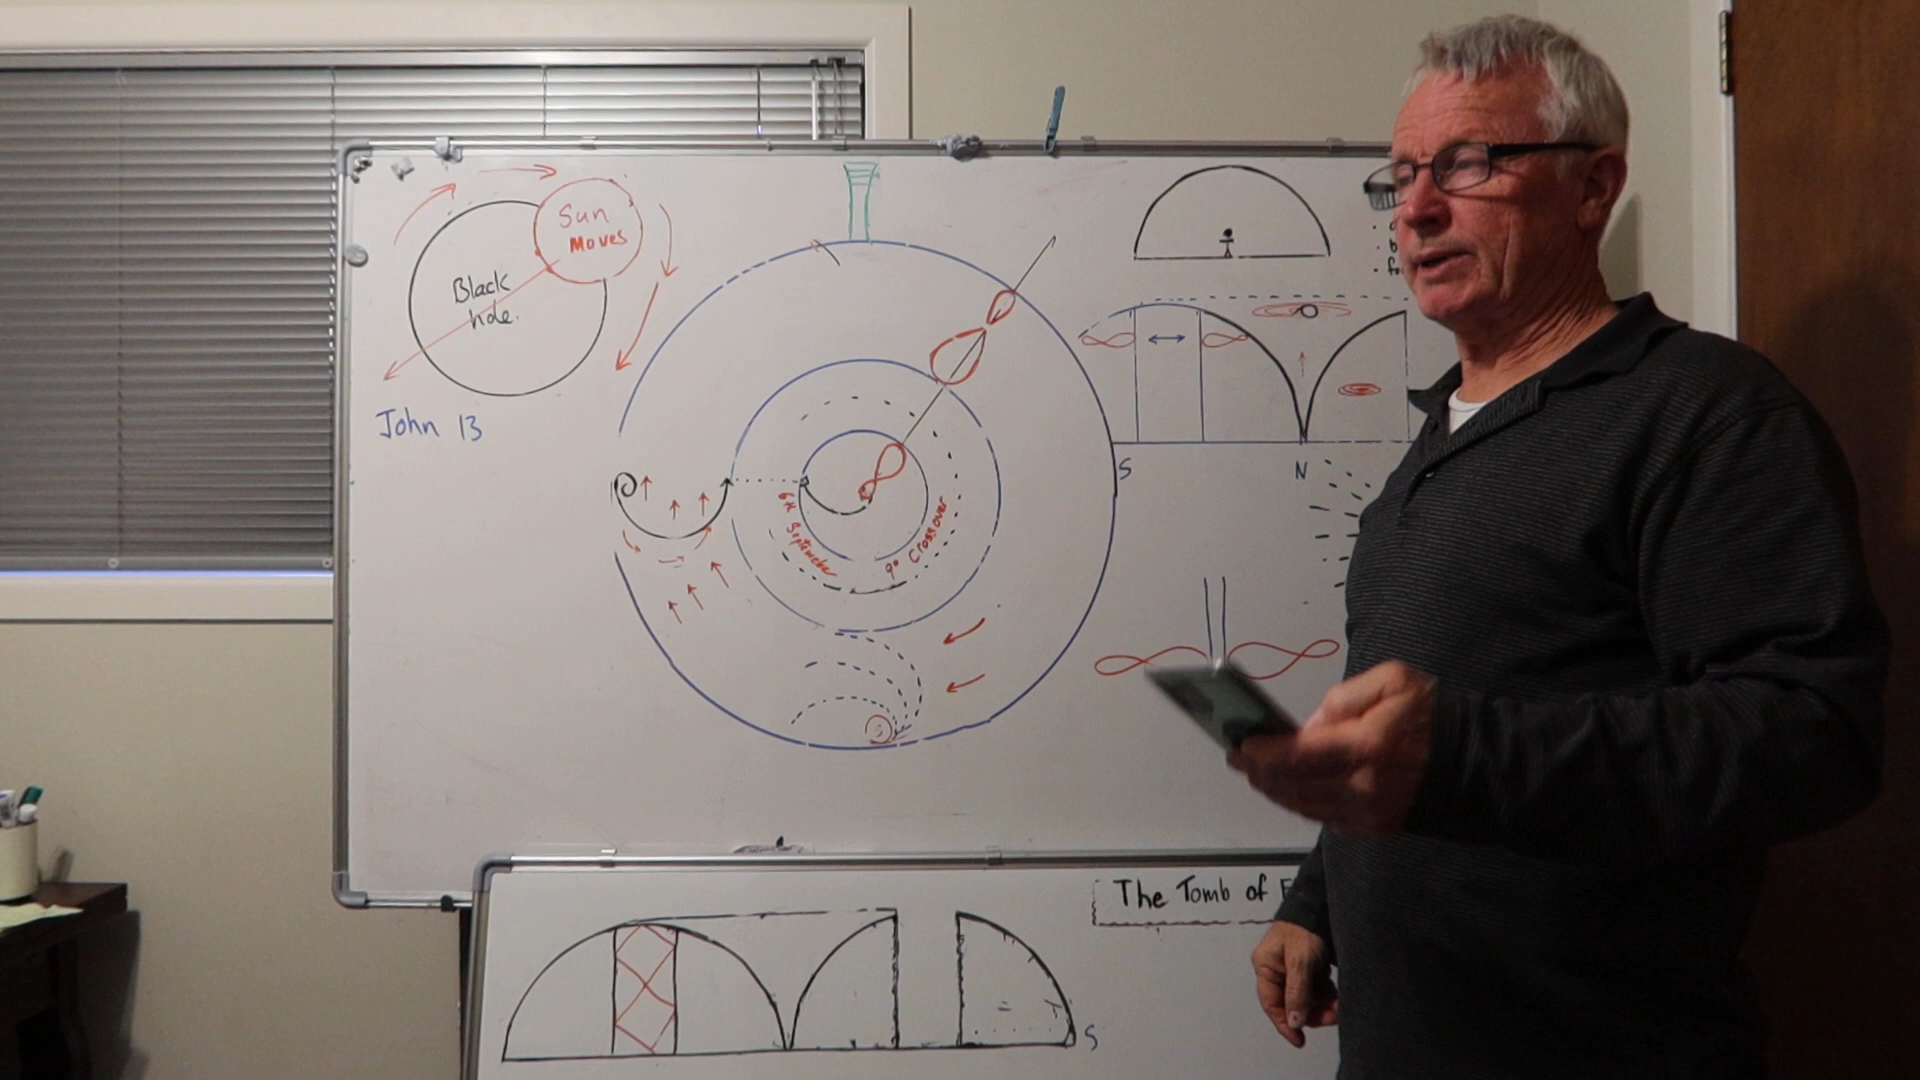 Sun
Moves
Black
hole.
John 13
S
N
6th September
9° Crossover
The Tomb of
S